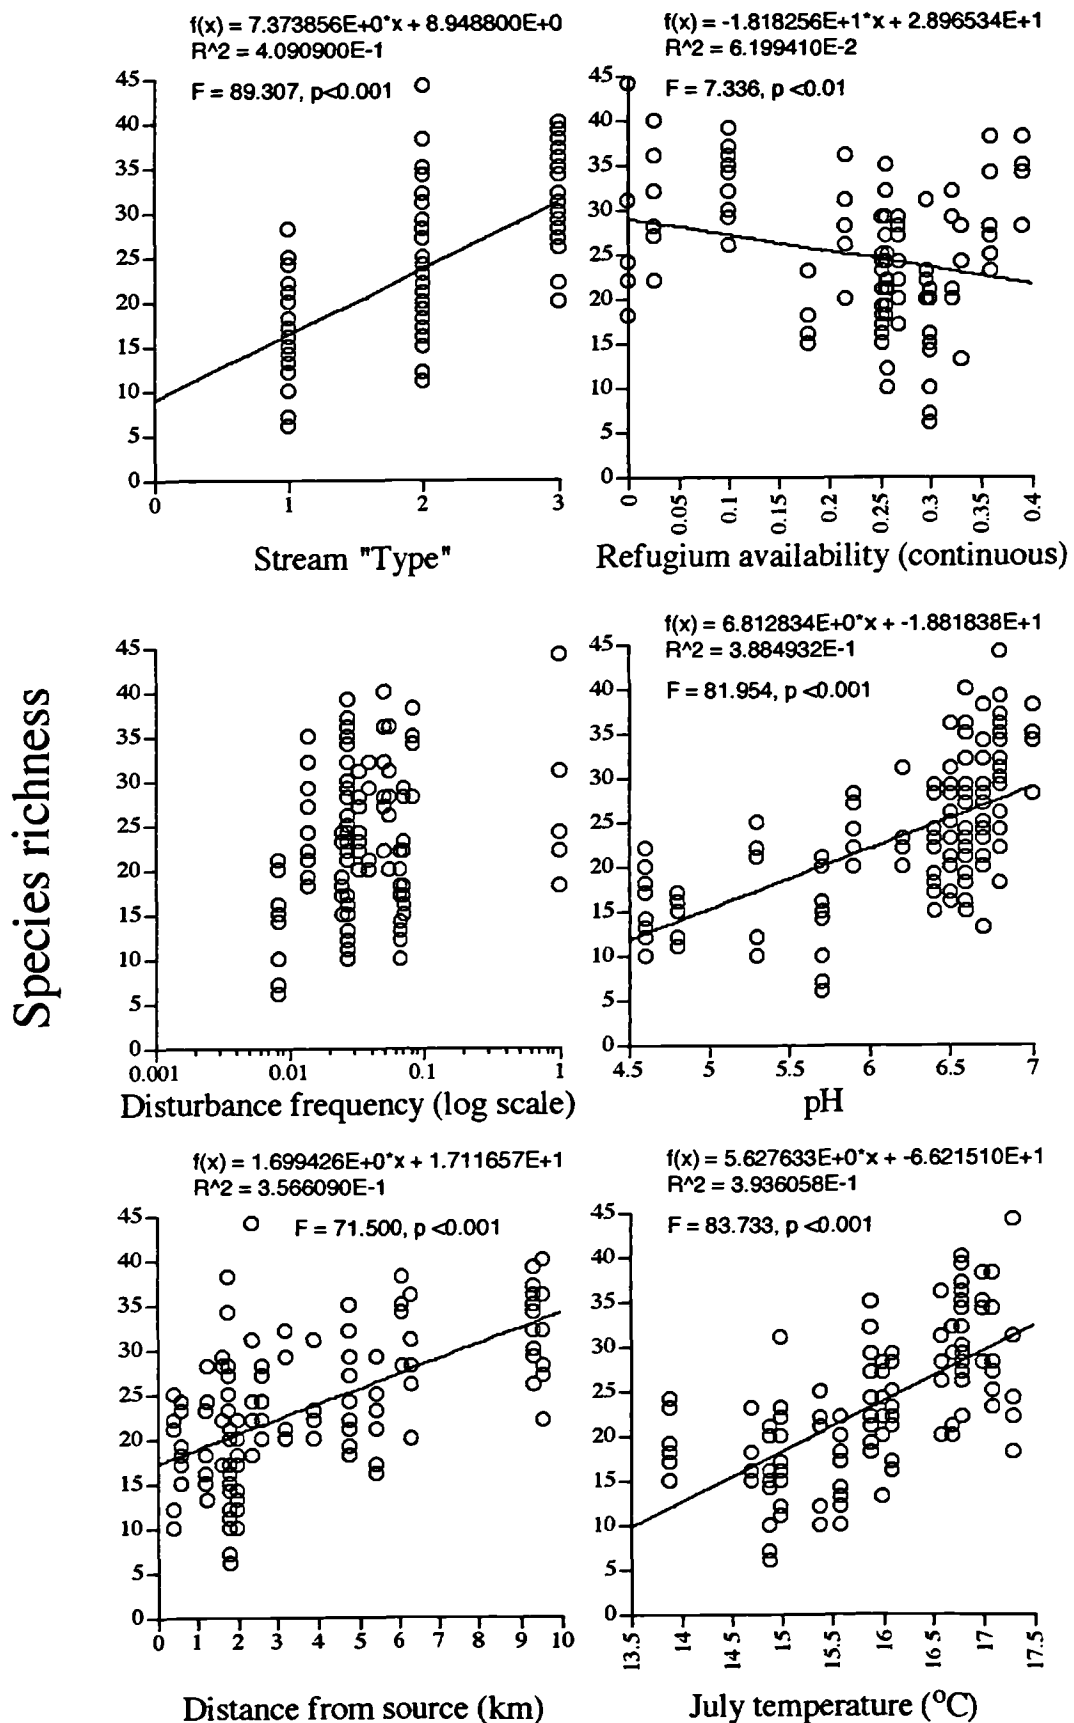 f(x) = 7.373856E+0*x + 8.948800E+0
R^2 = 4.090900E-1
F = 89.307, p<0.001
45
40
35
30
25
20
15
10
5
0
0 1 2 3
Stream "Type"
f(x) = -1.818256E+1*x + 2.896534E+1
R^2 = 6.199410E-2
F = 7.336, p <0.01
45
40
35
30
25
20
15
10
5
0
0 0.05 0.1 0.15 0.2 0.25 0.3 0.35 0.4
Refugium availability (continuous)
Species richness
45
40
35
30
25
20
15
10
5
0
0.001 0.01 0.1 1
Disturbance frequency (log scale)
f(x) = 6.812834E+0*x + -1.881838E+1
R^2 = 3.884932E-1
F = 81.954, p <0.001
45
40
35
30
25
20
15
10
5
0
4.5 5 5.5 6 6.5 7
pH
f(x) = 1.699426E+0*x + 1.711657E+1
R^2 = 3.566090E-1
F = 71.500, p <0.001
45
40
35
30
25
20
15
10
5
0
0 1 2 3 4 5 6 7 8 9 10
Distance from source (km)
f(x) = 5.627633E+0*x + -6.621510E+1
R^2 = 3.936058E-1
F = 83.733, p <0.001
45
40
35
30
25
20
15
10
5
0
13.5 14 14 5 15 15.5 16 16 5 17 17.5
July temperature (°C)